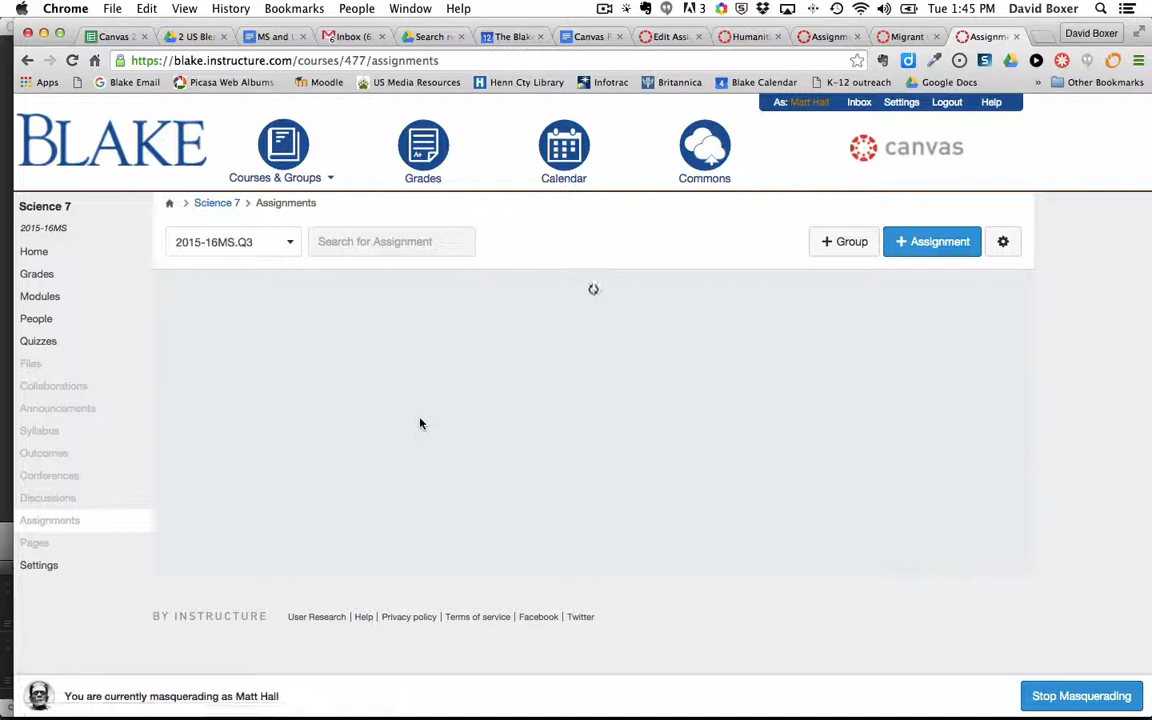 Chrome File Edit View History Bookmarks People Window Help 3 Tue 1:45 PM David Boxer
Canvas 2 2 US Ble MS and Inbox (6 Search re The Blak Canvas F Edit Assi Humanit Assignm Migrant Assignme David Boxer
https://blake.instructure.com/courses/477/assignments
Apps Blake Email Picasa Web Albums Moodle US Media Resources Henn Cty Library Infotrac Britannica Blake Calendar K-12 outreach Google Docs » Other Bookmarks
As: Matt Hall Inbox Settings Logout Help
BLAKE
canvas
Courses & Groups Grades Calendar Commons
Science 7
2015-16MS
Home
Grades
Modules
People
Quizzes
Files
Collaborations
Announcements
Syllabus
Outcomes
Conferences
Discussions
Assignments
Pages
Settings
Science 7 > Assignments
2015-16MS.Q3 Search for Assignment + Group + Assignment
BY INSTRUCTURE User Research | Help | Privacy policy | Terms of service | Facebook | Twitter
You are currently masquerading as Matt Hall Stop Masquerading